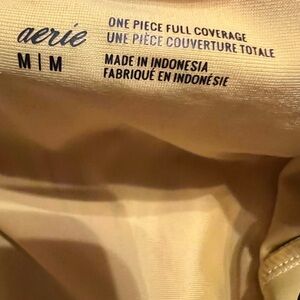 aerie
M | M
ONE PIECE FULL COVERAGE
UNE PIÈCE COUVERTURE TOTALE
MADE IN INDONESIA
FABRIQUÉ EN INDONÉSIE